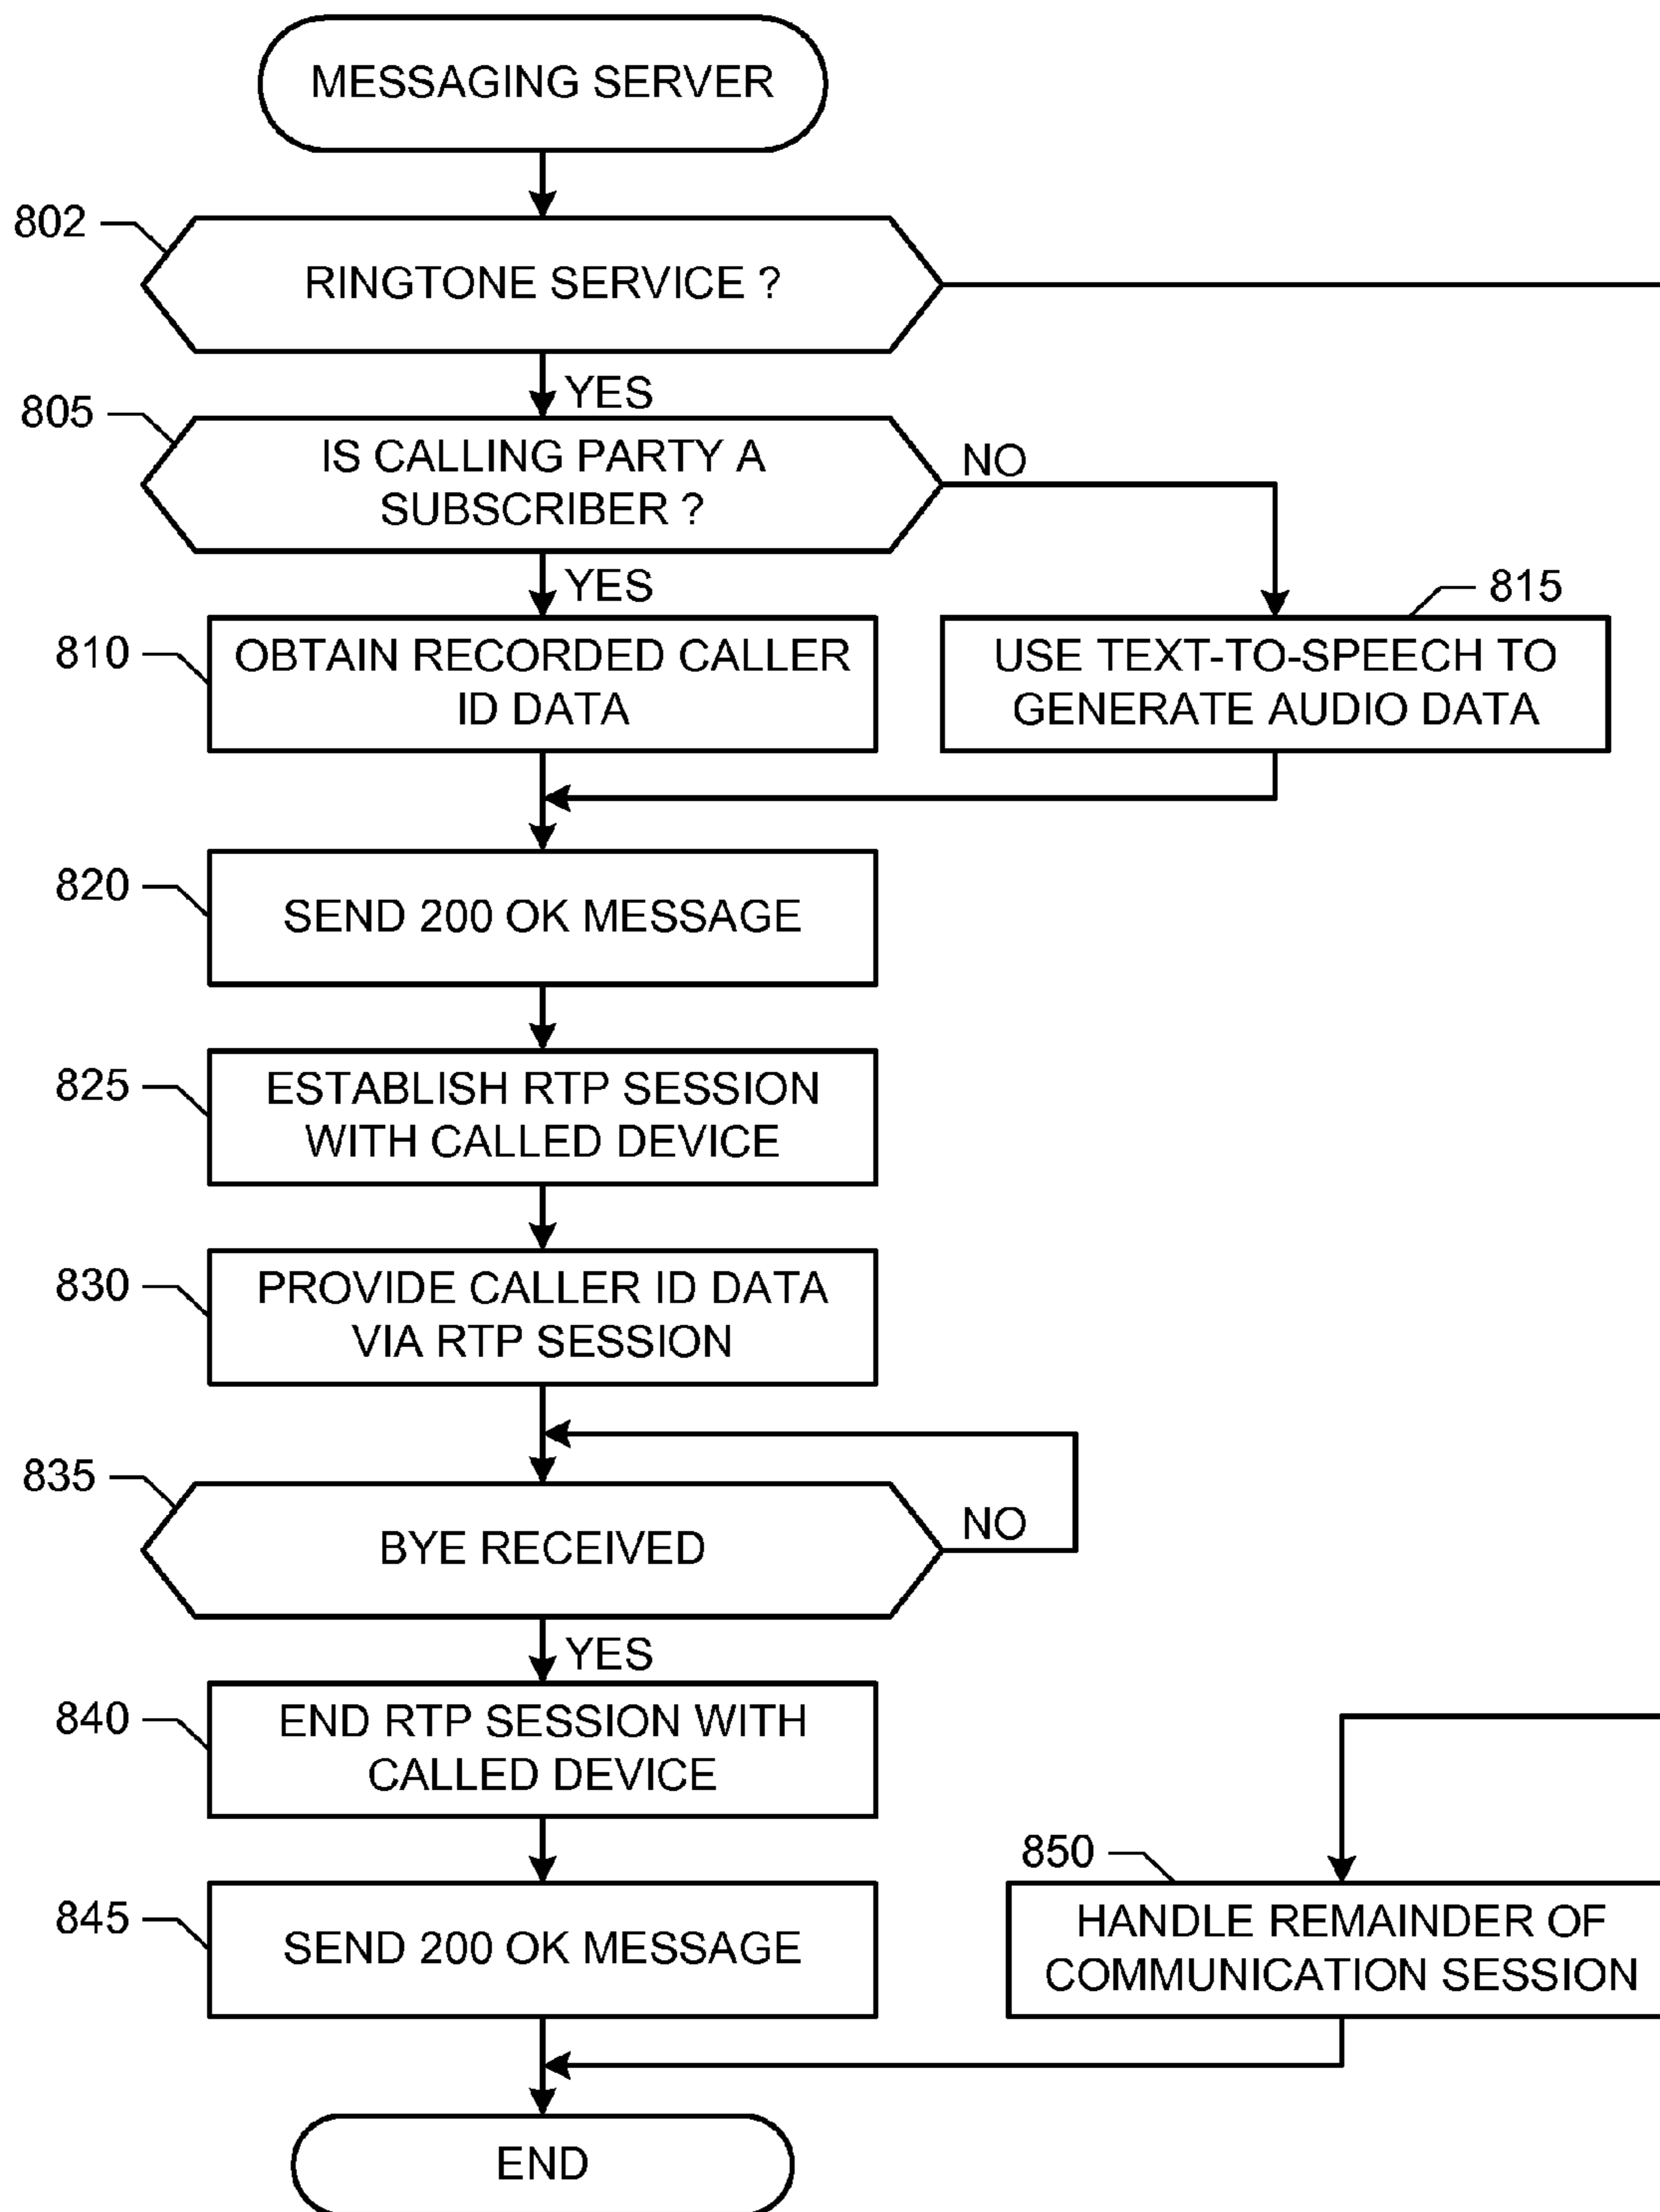 MESSAGING SERVER
802
RINGTONE SERVICE ?
YES
805
IS CALLING PARTY A
SUBSCRIBER ?
NO
YES
810
OBTAIN RECORDED CALLER
ID DATA
815
USE TEXT-TO-SPEECH TO
GENERATE AUDIO DATA
820
SEND 200 OK MESSAGE
825
ESTABLISH RTP SESSION
WITH CALLED DEVICE
830
PROVIDE CALLER ID DATA
VIA RTP SESSION
835
BYE RECEIVED
NO
YES
840
END RTP SESSION WITH
CALLED DEVICE
845
SEND 200 OK MESSAGE
850
HANDLE REMAINDER OF
COMMUNICATION SESSION
END